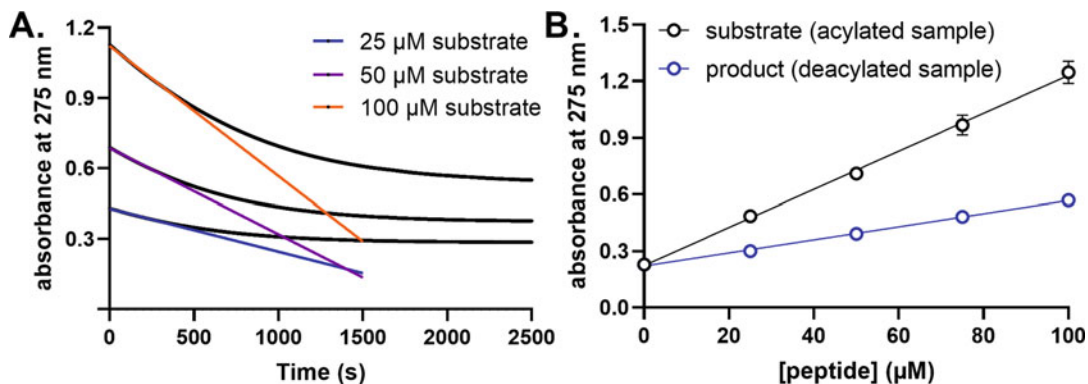 A.
absorbance at 275 nm
1.2
0.9
0.6
0.3
0
500
1000
1500
2000
2500
Time (s)
25 µM substrate
50 µM substrate
100 µM substrate
B.
absorbance at 275 nm
1.5
1.2
0.9
0.6
0.3
0.0
0
20
40
60
80
100
[peptide] (µM)
substrate (acylated sample)
product (deacylated sample)